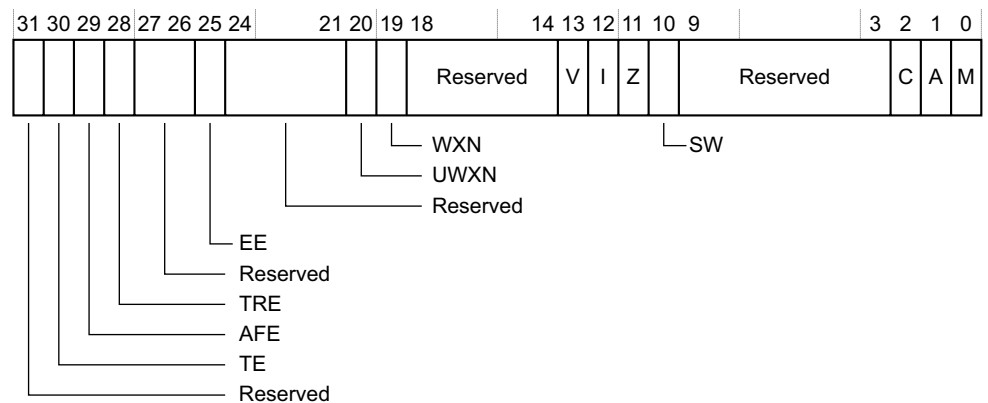 31 30 29 28 27 26 25 24 21 20 19 18 14 13 12 11 10 9 3 2 1 0
Reserved V I Z Reserved C A M
WXN SW
UWXN
Reserved
EE
Reserved
TRE
AFE
TE
Reserved